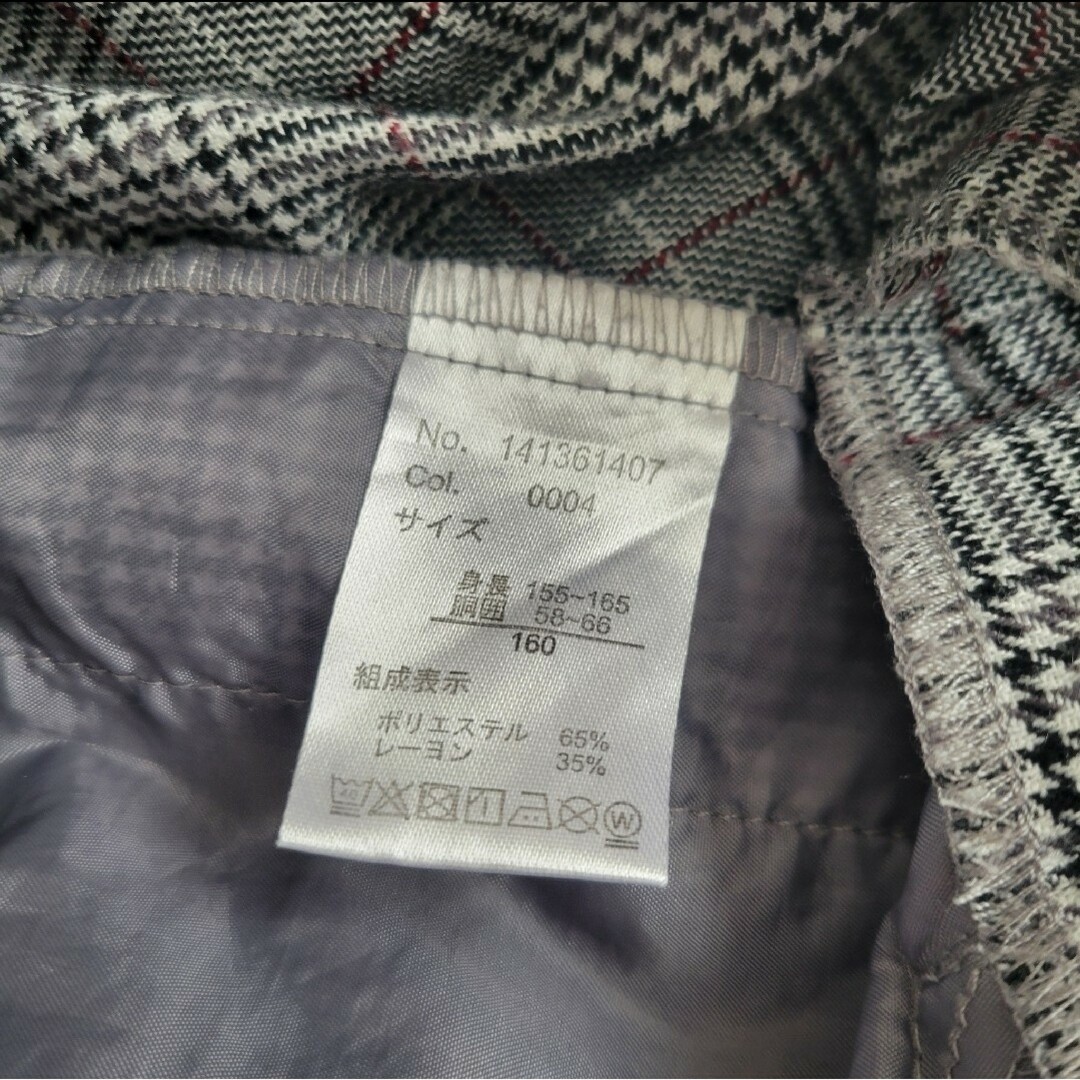 No. 141361407
Col. 0004
サイズ
身長 155~165
胴囲 58~66
160
組成表示
ポリエステル 65%
レーヨン 35%
W